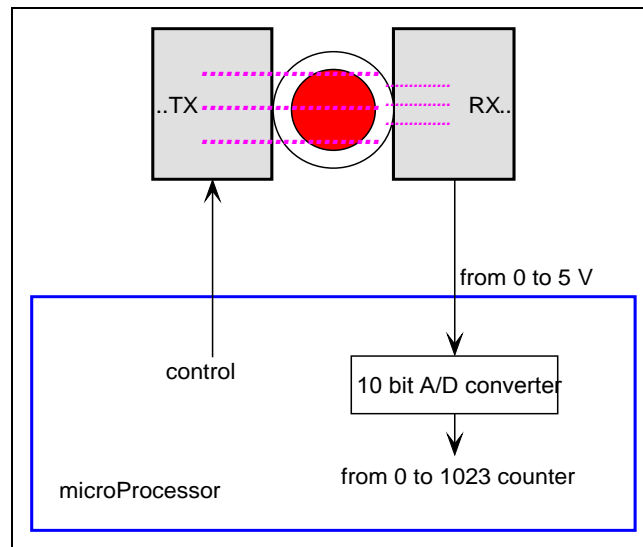 ..TX
RX..
from 0 to 5 V
control
10 bit A/D converter
from 0 to 1023 counter
microProcessor